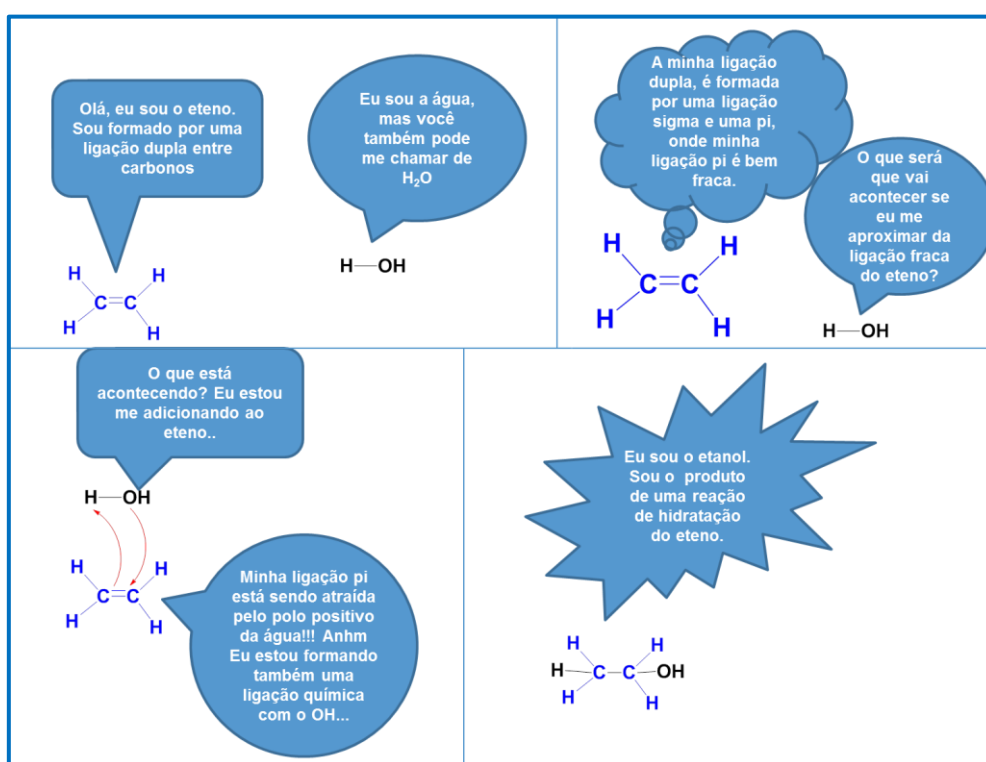 Olá, eu sou o eteno.
Sou formado por uma
ligação dupla entre
carbonos
Eu sou a água,
mas você
também pode
me chamar de
H₂O
H
H
C=C
H
H
H—OH
A minha ligação
dupla, é formada
por uma ligação
sigma e uma pi,
onde minha
ligação pi é bem
fraca.
O que será
que vai
acontecer se
eu me
aproximar da
ligação fraca
do eteno?
H
H
C=C
H
H
H—OH
O que está
acontecendo? Eu estou
me adicionando ao
eteno..
H—OH
H
H
C=C
H
H
Minha ligação pi
está sendo atraída
pelo polo positivo
da água!!! Anhm
Eu estou formando
também uma
ligação química
com o OH...
Eu sou o etanol.
Sou o produto
de uma reação
de hidratação
do eteno.
H
H
H—C—C—OH
H
H